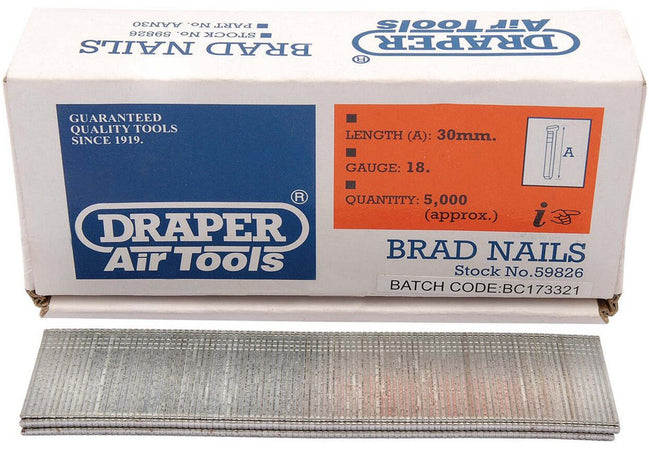 DRAPER
Air Tools
BRAD NAILS
STOCK No. 59826
PART No. AAN30
GUARANTEED
QUALITY TOOLS
SINCE 1919.
DRAPER®
Air Tools
LENGTH (A): 30mm.
GAUGE: 18.
QUANTITY: 5,000
(approx.)
A
i
BRAD NAILS
Stock No.59826
BATCH CODE:BC173321